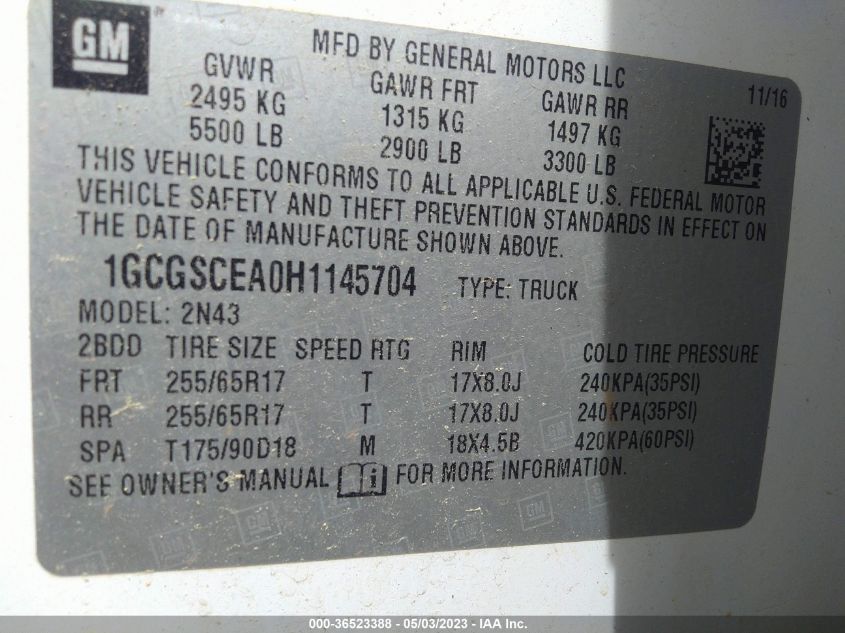 GM
MFD BY GENERAL MOTORS LLC
11/16
GVWR GAWR FRT GAWR RR
2495 KG 1315 KG 1497 KG
5500 LB 2900 LB 3300 LB
THIS VEHICLE CONFORMS TO ALL APPLICABLE U.S. FEDERAL MOTOR
VEHICLE SAFETY AND THEFT PREVENTION STANDARDS IN EFFECT ON
THE DATE OF MANUFACTURE SHOWN ABOVE.
1GCGSCEA0H1145704 TYPE: TRUCK
MODEL: 2N43
2BDD TIRE SIZE SPEED RTG RIM COLD TIRE PRESSURE
FRT 255/65R17 T 17X8.0J 240KPA(35PSI)
RR 255/65R17 T 17X8.0J 240KPA(35PSI)
SPA T175/90D18 M 18X4.5B 420KPA(60PSI)
SEE OWNER'S MANUAL FOR MORE INFORMATION.
000-36523388 - 05/03/2023 - © IAA Inc.